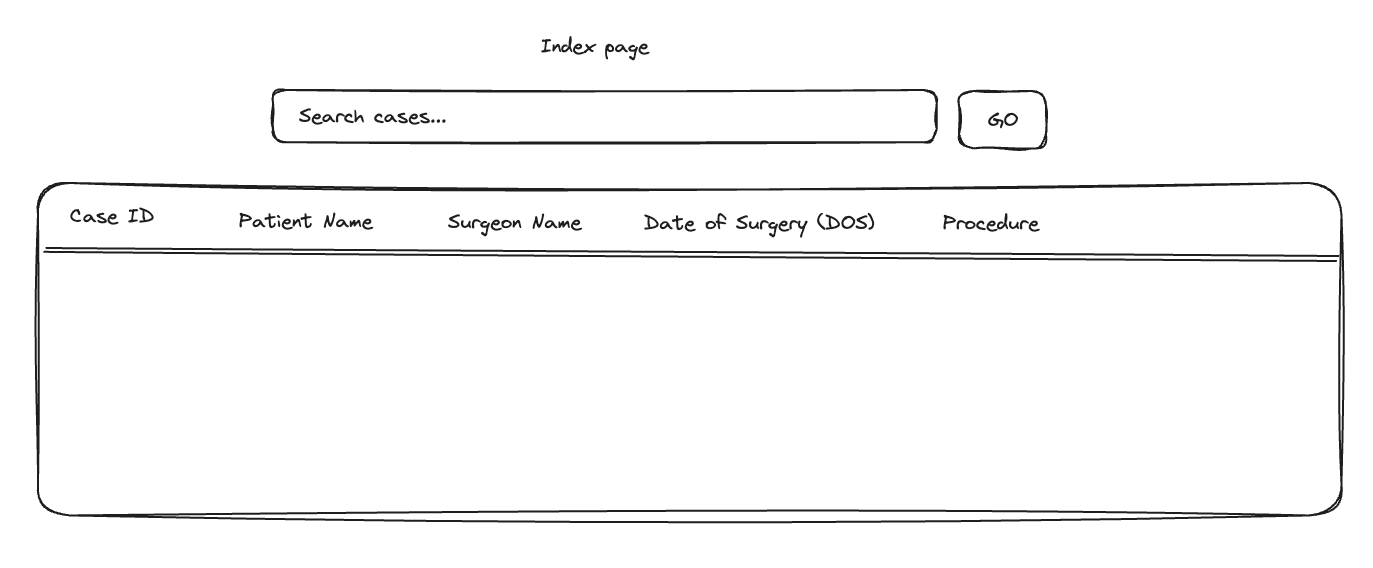 Index page
Search cases...
GO
Case ID
Patient Name
Surgeon Name
Date of Surgery (DOS)
Procedure